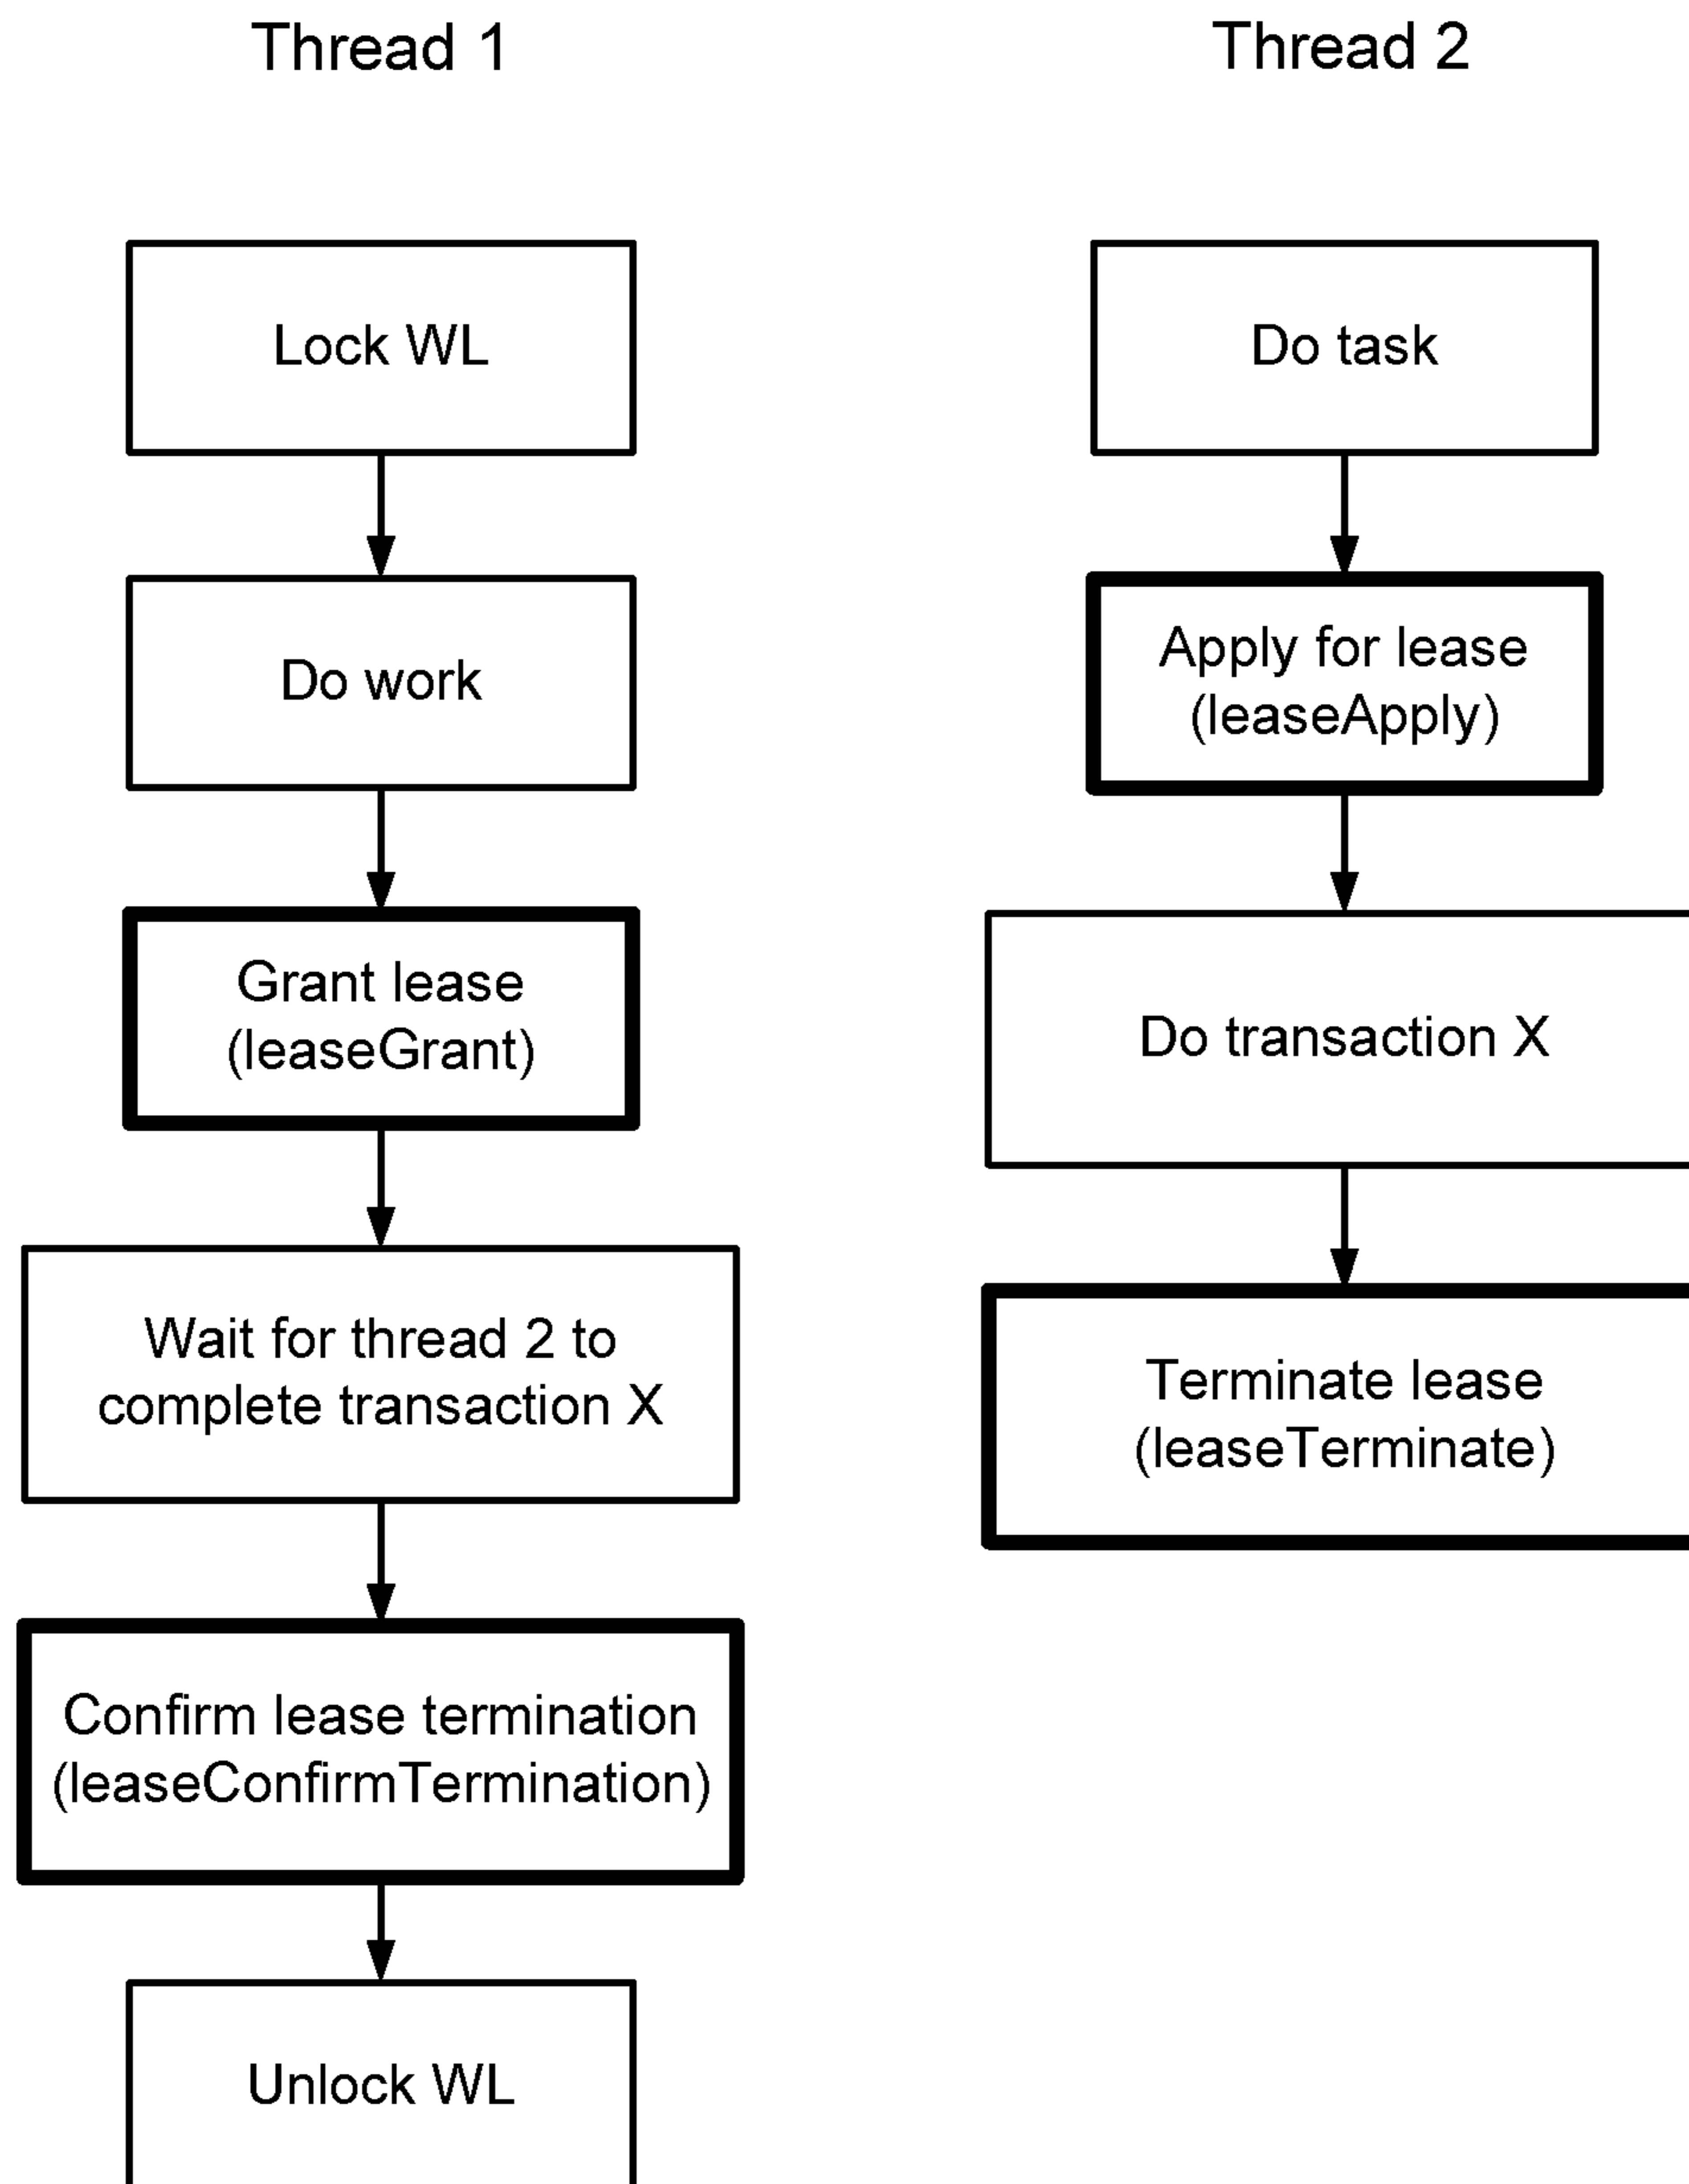 Thread 1
Lock WL
Do work
Grant lease
(leaseGrant)
Wait for thread 2 to
complete transaction X
Confirm lease termination
(leaseConfirmTermination)
Unlock WL
Thread 2
Do task
Apply for lease
(leaseApply)
Do transaction X
Terminate lease
(leaseTerminate)